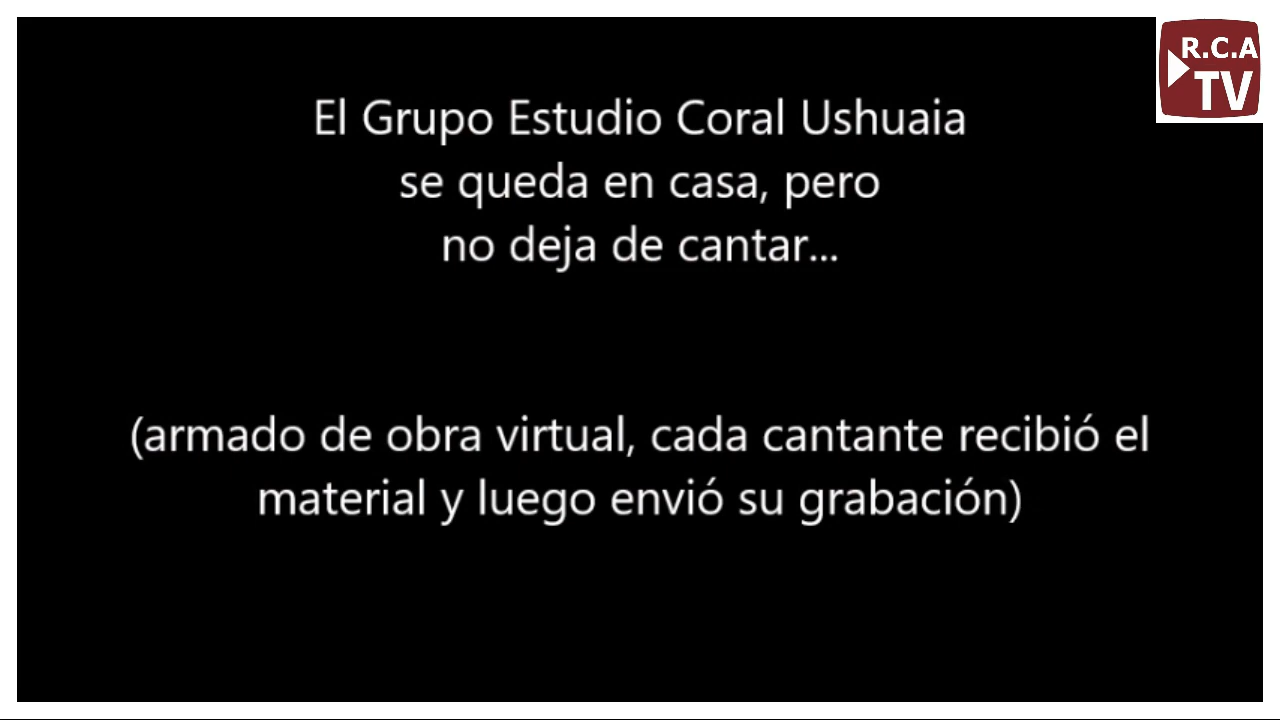 R.C.A
TV
El Grupo Estudio Coral Ushuaia
se queda en casa, pero
no deja de cantar...
(armado de obra virtual, cada cantante recibió el
material y luego envió su grabación)